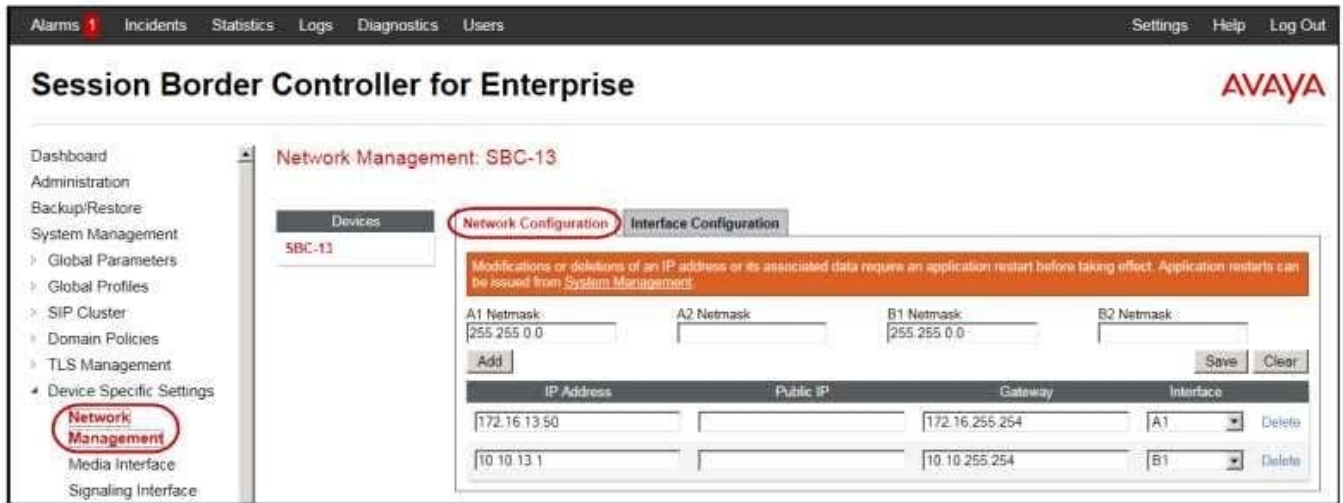 Alarms 1 Incidents Statistics Logs Diagnostics Users Settings Help Log Out
Session Border Controller for Enterprise
AVAYA
Dashboard
Administration
Backup/Restore
System Management
Global Parameters
Global Profiles
SIP Cluster
Domain Policies
TLS Management
Device Specific Settings
Network
Management
Media Interface
Signaling Interface
Network Management: SBC-13
Devices
SBC-13
Network Configuration Interface Configuration
Modifications or deletions of an IP address or its associated data require an application restart before taking effect. Application restarts can
be issued from System Management.
A1 Netmask A2 Netmask B1 Netmask B2 Netmask
255.255.0.0 255.255.0.0
Add Save Clear
IP Address Public IP Gateway Interface
172.16.13.50 172.16.255.254 A1 Delete
10.10.13.1 10.10.255.254 B1 Delete